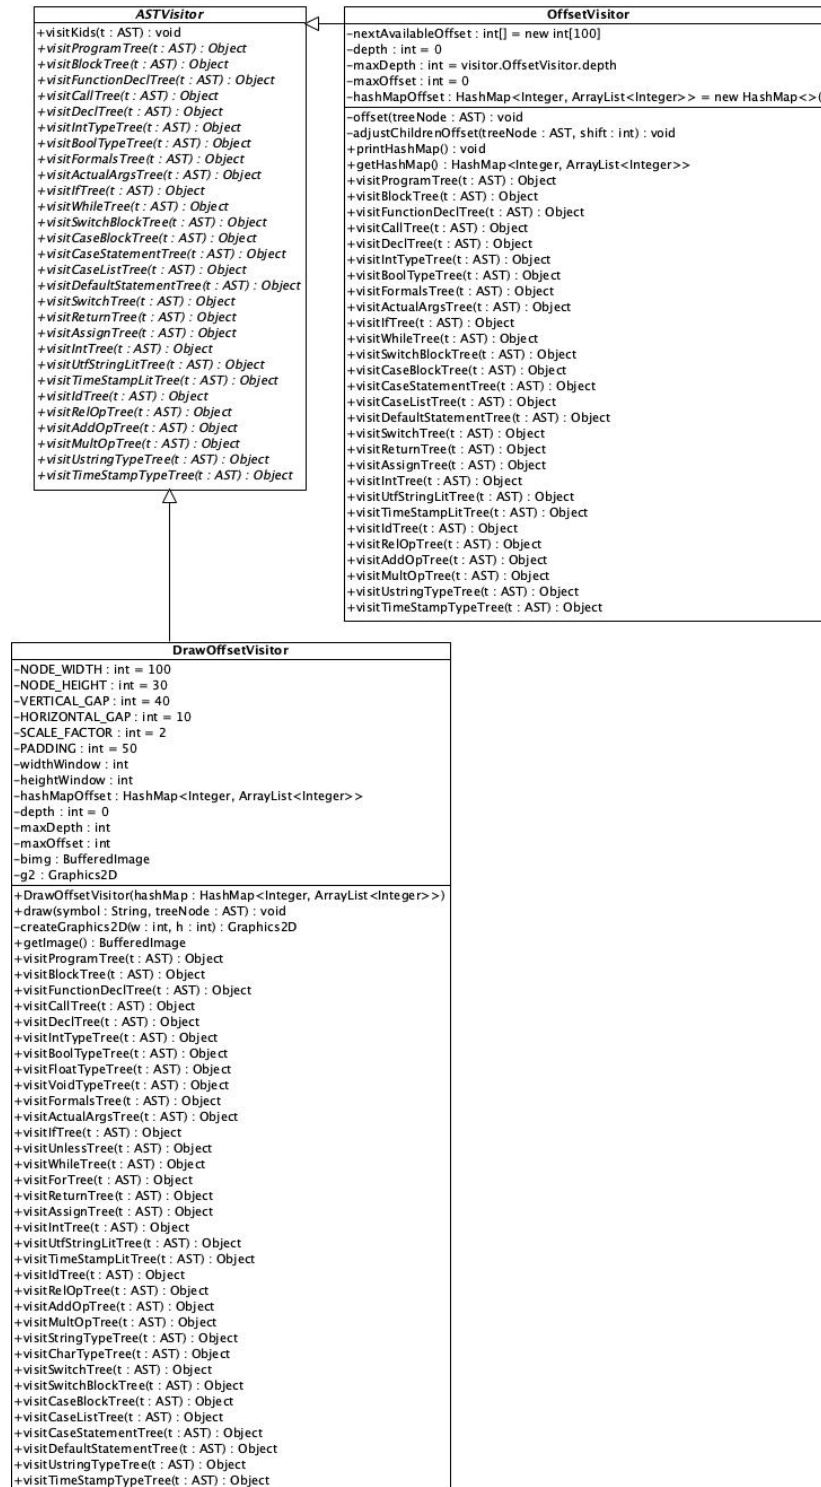 ASTVisitor
+visitKids(t : AST) : void
+visitProgramTree(t : AST) : Object
+visitBlockTree(t : AST) : Object
+visitFunctionDeclTree(t : AST) : Object
+visitCallTree(t : AST) : Object
+visitDeclTree(t : AST) : Object
+visitIntTypeTree(t : AST) : Object
+visitBoolTypeTree(t : AST) : Object
+visitFormalsTree(t : AST) : Object
+visitActualArgsTree(t : AST) : Object
+visitIfTree(t : AST) : Object
+visitWhileTree(t : AST) : Object
+visitSwitchBlockTree(t : AST) : Object
+visitCaseBlockTree(t : AST) : Object
+visitCaseStatementTree(t : AST) : Object
+visitCaseListTree(t : AST) : Object
+visitDefaultStatementTree(t : AST) : Object
+visitSwitchTree(t : AST) : Object
+visitReturnTree(t : AST) : Object
+visitAssignTree(t : AST) : Object
+visitIntTree(t : AST) : Object
+visitUtfStringLitTree(t : AST) : Object
+visitTimeStampLitTree(t : AST) : Object
+visitIdTree(t : AST) : Object
+visitRelOpTree(t : AST) : Object
+visitAddOpTree(t : AST) : Object
+visitMultOpTree(t : AST) : Object
+visitUstringTypeTree(t : AST) : Object
+visitTimeStampTypeTree(t : AST) : Object
OffsetVisitor
-nextAvailableOffset : int[] = new int[100]
-depth : int = 0
-maxDepth : int = visitor.OffsetVisitor.depth
-maxOffset : int = 0
-hashMapOffset : HashMap<Integer, ArrayList<Integer>> = new HashMap<>(
-offset(treeNode : AST) : void
-adjustChildrenOffset(treeNode : AST, shift : int) : void
+printHashMap() : void
+getHashMap() : HashMap<Integer, ArrayList<Integer>>
+visitProgramTree(t : AST) : Object
+visitBlockTree(t : AST) : Object
+visitFunctionDeclTree(t : AST) : Object
+visitCallTree(t : AST) : Object
+visitDeclTree(t : AST) : Object
+visitIntTypeTree(t : AST) : Object
+visitBoolTypeTree(t : AST) : Object
+visitFormalsTree(t : AST) : Object
+visitActualArgsTree(t : AST) : Object
+visitIfTree(t : AST) : Object
+visitWhileTree(t : AST) : Object
+visitSwitchBlockTree(t : AST) : Object
+visitCaseBlockTree(t : AST) : Object
+visitCaseStatementTree(t : AST) : Object
+visitCaseListTree(t : AST) : Object
+visitDefaultStatementTree(t : AST) : Object
+visitSwitchTree(t : AST) : Object
+visitReturnTree(t : AST) : Object
+visitAssignTree(t : AST) : Object
+visitIntTree(t : AST) : Object
+visitUtfStringLitTree(t : AST) : Object
+visitTimeStampLitTree(t : AST) : Object
+visitIdTree(t : AST) : Object
+visitRelOpTree(t : AST) : Object
+visitAddOpTree(t : AST) : Object
+visitMultOpTree(t : AST) : Object
+visitUstringTypeTree(t : AST) : Object
+visitTimeStampTypeTree(t : AST) : Object
DrawOffsetVisitor
-NODE_WIDTH : int = 100
-NODE_HEIGHT : int = 30
-VERTICAL_GAP : int = 40
-HORIZONTAL_GAP : int = 10
-SCALE_FACTOR : int = 2
-PADDING : int = 50
-widthWindow : int
-heightWindow : int
-hashMapOffset : HashMap<Integer, ArrayList<Integer>>
-depth : int = 0
-maxDepth : int
-maxOffset : int
-bimg : BufferedImage
-g2 : Graphics2D
+DrawOffsetVisitor(hashMap : HashMap<Integer, ArrayList<Integer>>)
+draw(symbol : String, treeNode : AST) : void
-createGraphics2D(w : int, h : int) : Graphics2D
+getImage() : BufferedImage
+visitProgramTree(t : AST) : Object
+visitBlockTree(t : AST) : Object
+visitFunctionDeclTree(t : AST) : Object
+visitCallTree(t : AST) : Object
+visitDeclTree(t : AST) : Object
+visitIntTypeTree(t : AST) : Object
+visitBoolTypeTree(t : AST) : Object
+visitFloatTypeTree(t : AST) : Object
+visitVoidTypeTree(t : AST) : Object
+visitFormalsTree(t : AST) : Object
+visitActualArgsTree(t : AST) : Object
+visitIfTree(t : AST) : Object
+visitUnlessTree(t : AST) : Object
+visitWhileTree(t : AST) : Object
+visitForTree(t : AST) : Object
+visitReturnTree(t : AST) : Object
+visitAssignTree(t : AST) : Object
+visitIntTree(t : AST) : Object
+visitUtfStringLitTree(t : AST) : Object
+visitTimeStampLitTree(t : AST) : Object
+visitIdTree(t : AST) : Object
+visitRelOpTree(t : AST) : Object
+visitAddOpTree(t : AST) : Object
+visitMultOpTree(t : AST) : Object
+visitStringTypeTree(t : AST) : Object
+visitCharTypeTree(t : AST) : Object
+visitSwitchTree(t : AST) : Object
+visitSwitchBlockTree(t : AST) : Object
+visitCaseBlockTree(t : AST) : Object
+visitCaseListTree(t : AST) : Object
+visitCaseStatementTree(t : AST) : Object
+visitDefaultStatementTree(t : AST) : Object
+visitUstringTypeTree(t : AST) : Object
+visitTimeStampTypeTree(t : AST) : Object